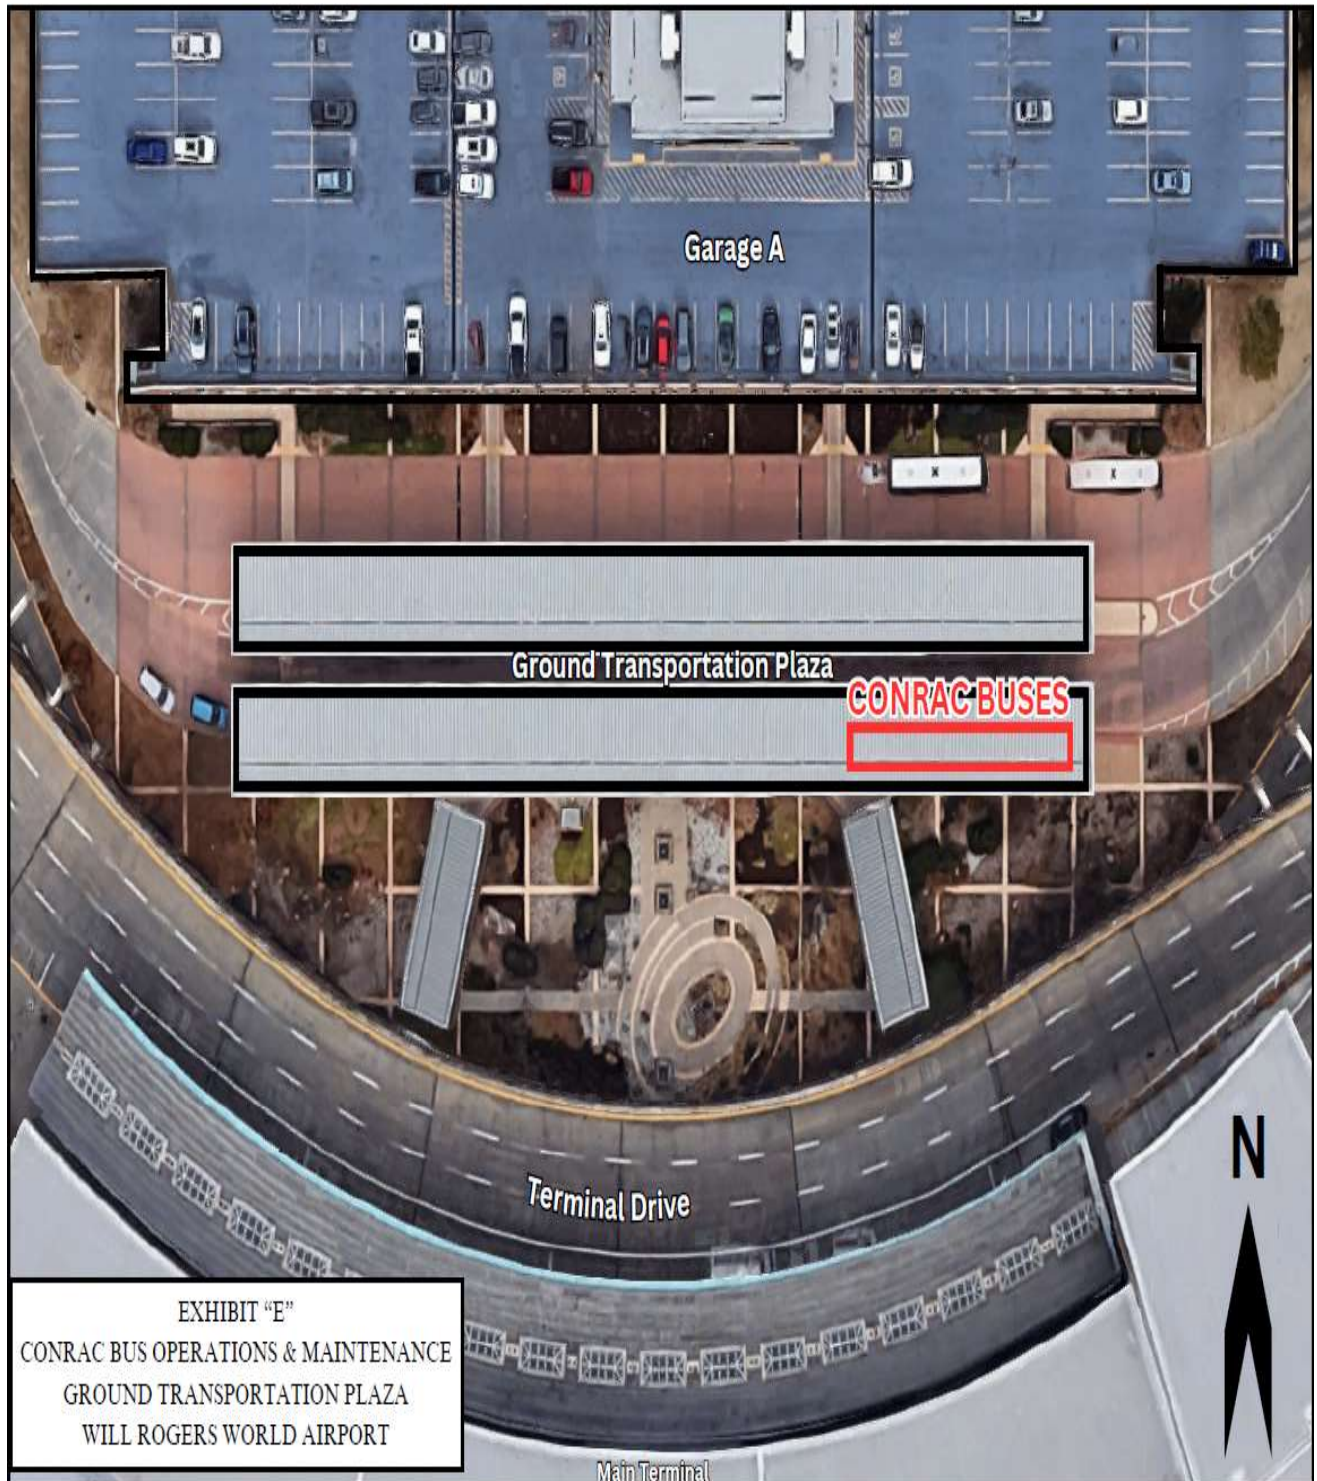 Garage A
Ground Transportation Plaza
CONRAC BUSES
Terminal Drive
N
EXHIBIT “E”
CONRAC BUS OPERATIONS & MAINTENANCE
GROUND TRANSPORTATION PLAZA
WILL ROGERS WORLD AIRPORT
Main Terminal